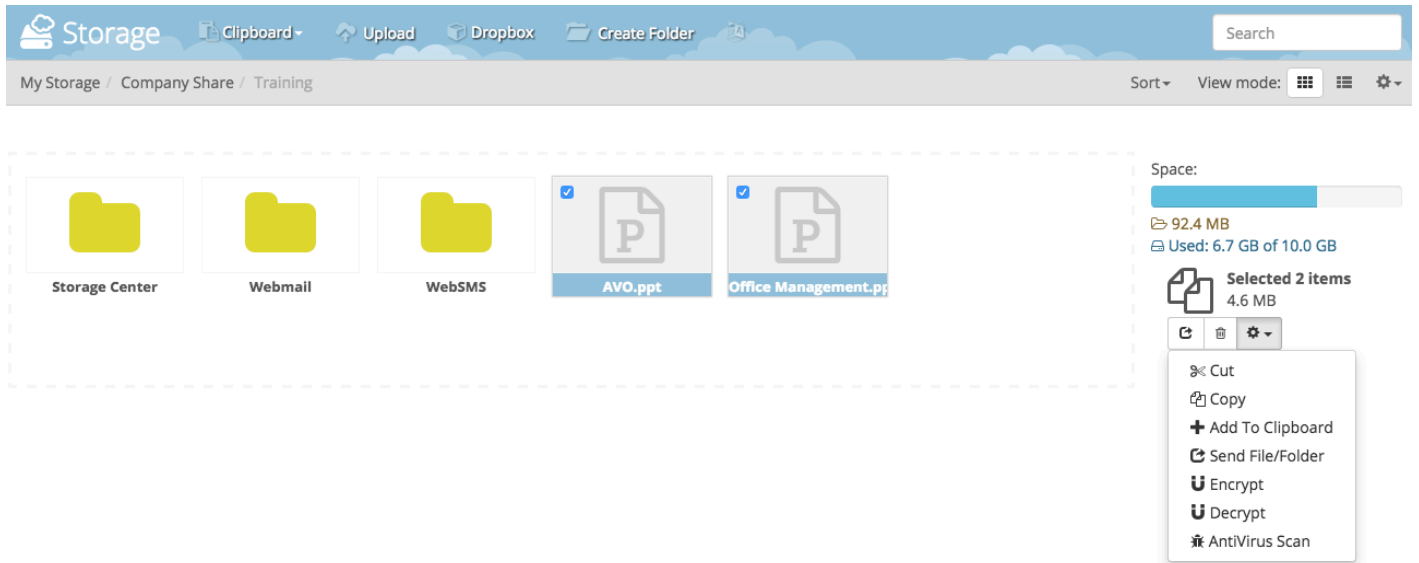 Storage Clipboard Upload Dropbox Create Folder Search
My Storage / Company Share / Training Sort View mode:
Space:
92.4 MB
Used: 6.7 GB of 10.0 GB
Storage Center Webmail WebSMS AVO.ppt Office Management.pp
Selected 2 items
4.6 MB
Cut
Copy
Add To Clipboard
Send File/Folder
Encrypt
Decrypt
AntiVirus Scan